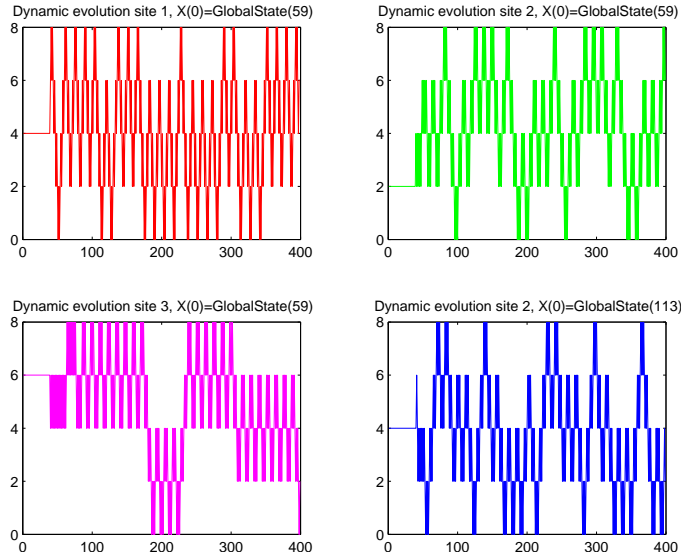 Dynamic evolution site 1, X(0)=GlobalState(59)
8
6
4
2
0
0 100 200 300 400
Dynamic evolution site 2, X(0)=GlobalState(59)
8
6
4
2
0
0 100 200 300 400
Dynamic evolution site 3, X(0)=GlobalState(59)
8
6
4
2
0
0 100 200 300 400
Dynamic evolution site 2, X(0)=GlobalState(113)
8
6
4
2
0
0 100 200 300 400